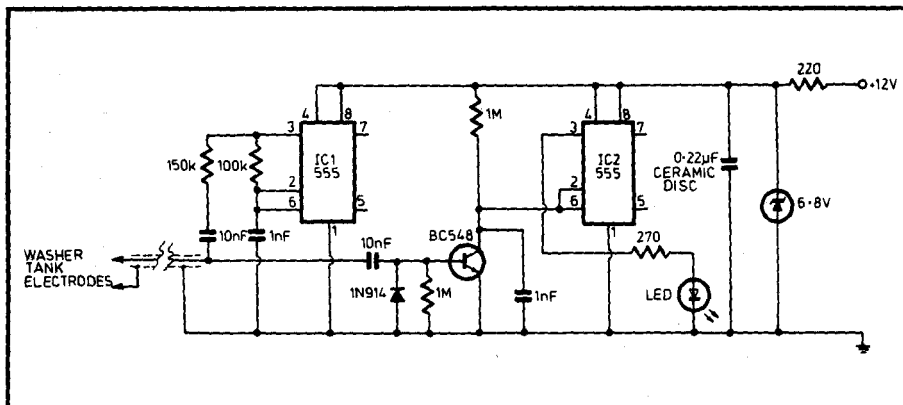 220
+12V
4
8
1M
4
8
3
7
3
7
150k
100k
IC1
555
IC2
555
0·22µF
CERAMIC
DISC
2
6
5
2
6
5
6·8V
1
1
10nF
1nF
10nF
BC548
270
WASHER
TANK
ELECTRODES
1N914
1M
1nF
LED